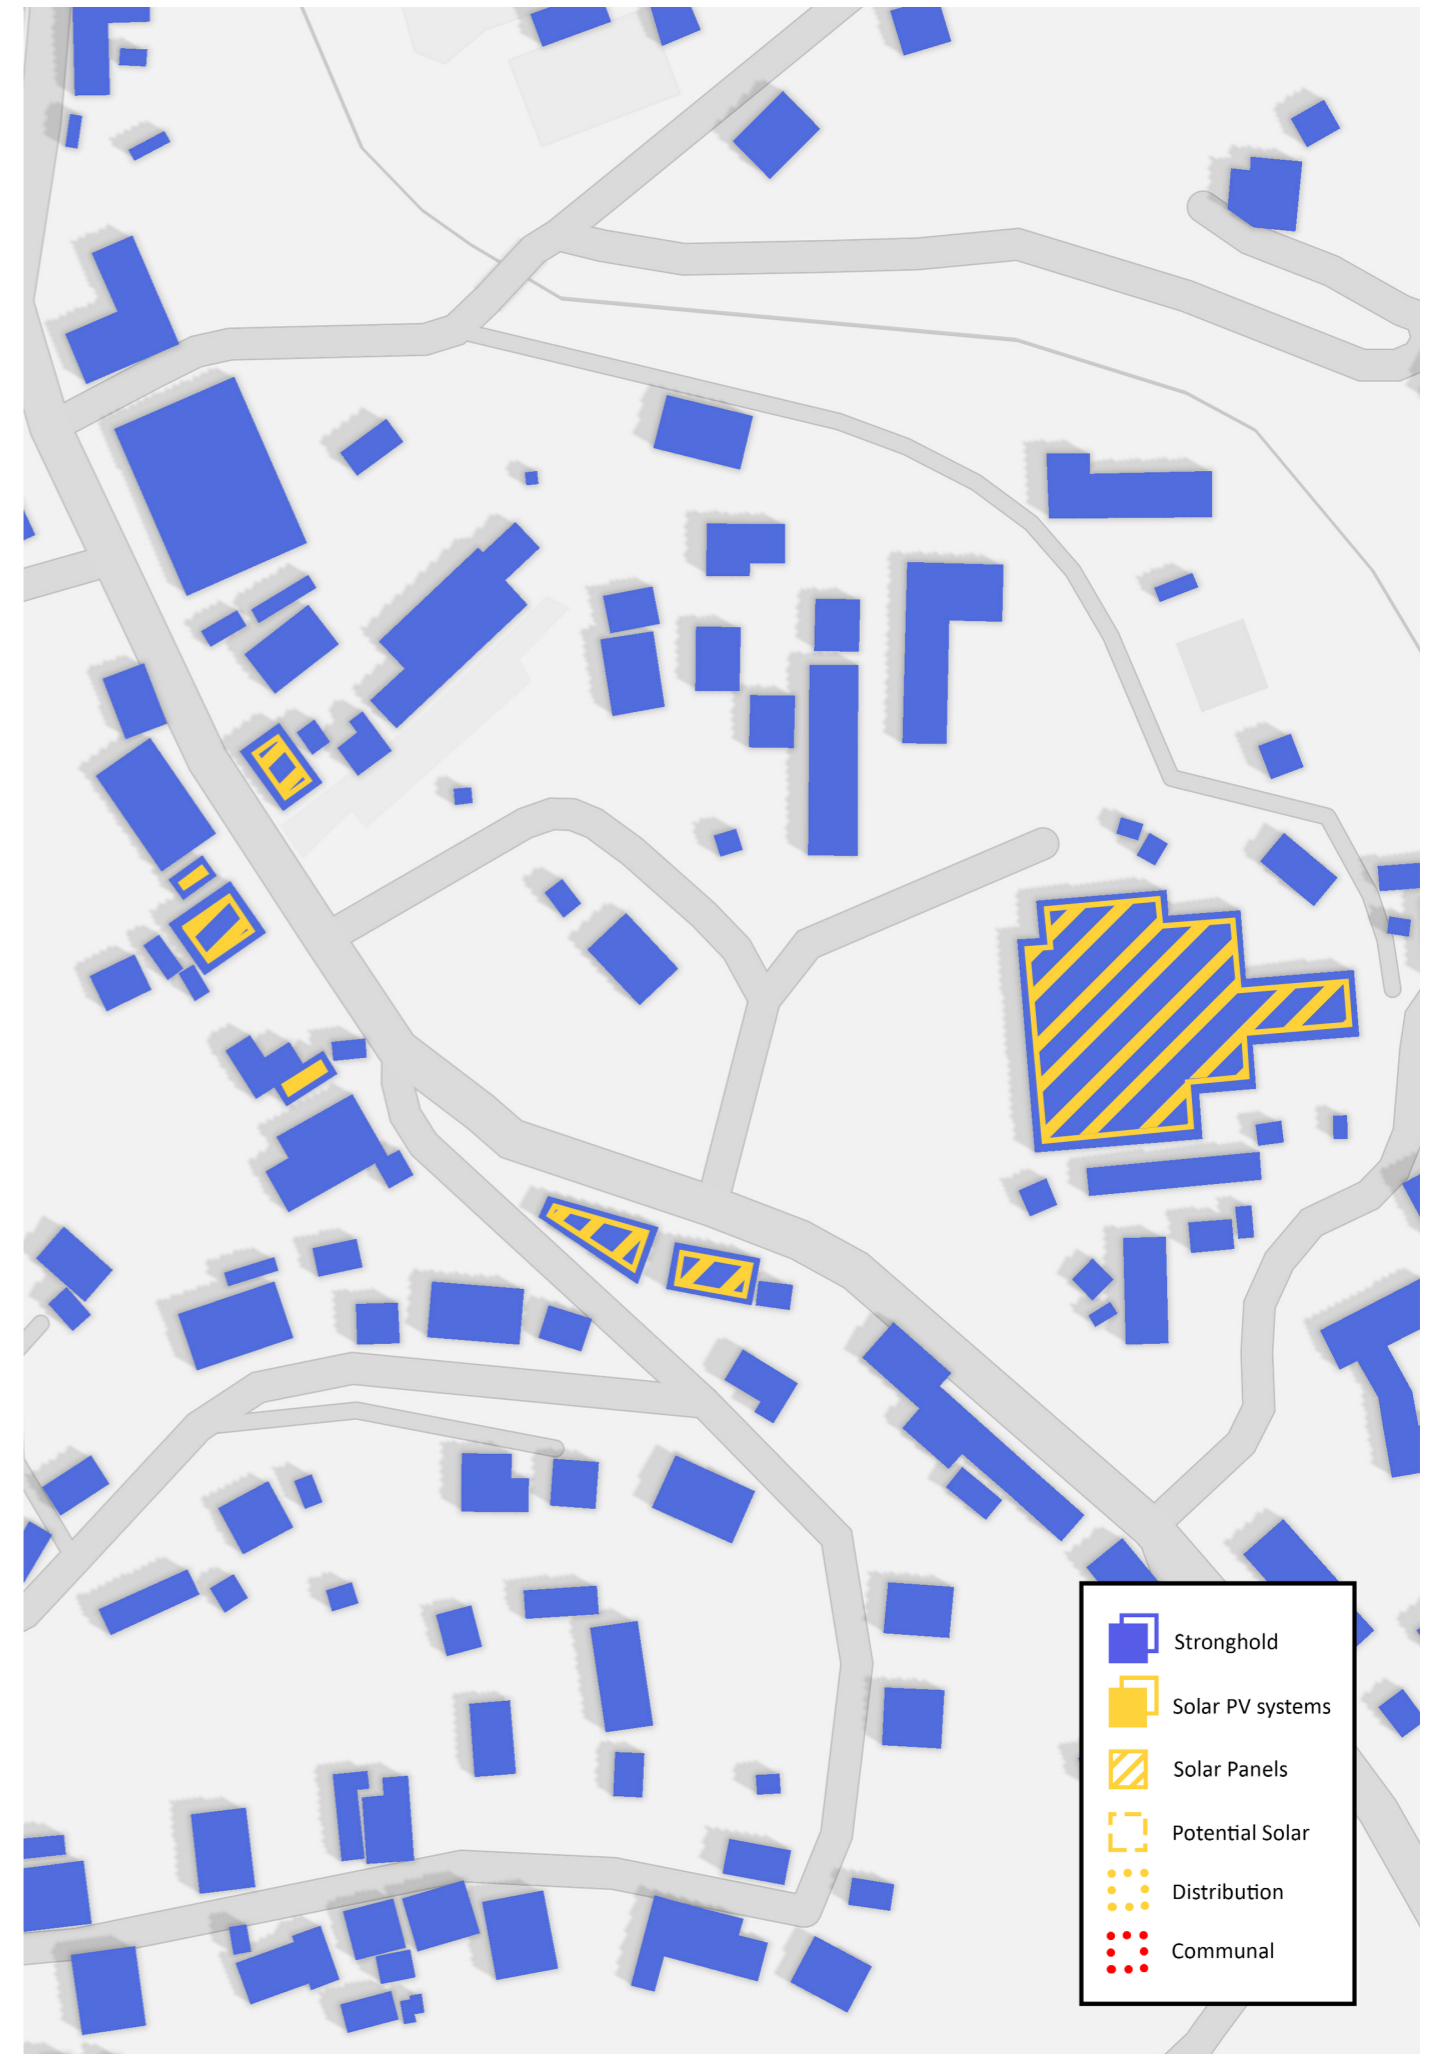 Stronghold
Solar PV systems
Solar Panels
Potential Solar
Distribution
Communal